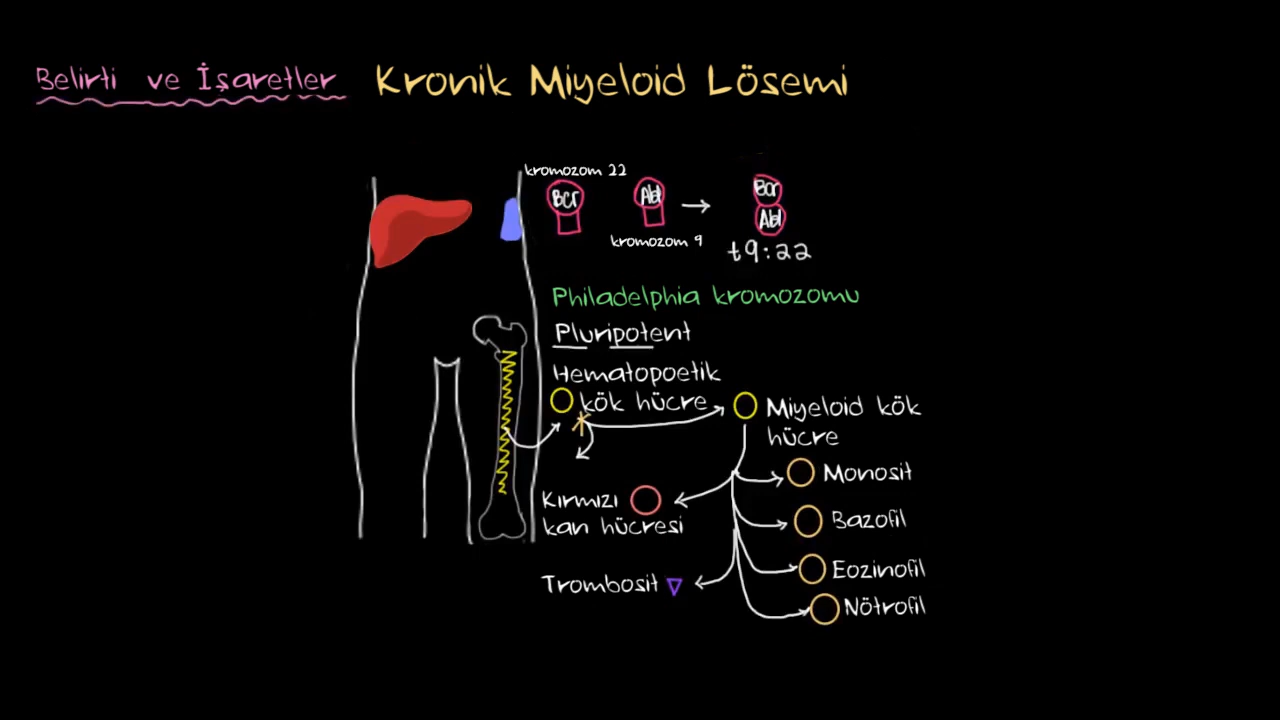 Belirti ve İşaretler
Kronik Miyeloid Lösemi
kromozom 22
Bcr
Abl
kromozom 9
Bcr
Abl
t9:22
Philadelphia kromozomu
Pluripotent
Hematopoetik
kök hücre
Miyeloid kök
hücre
Monosit
Kırmızı
kan hücresi
Bazofil
Eozinofil
Trombosit
Nötrofil